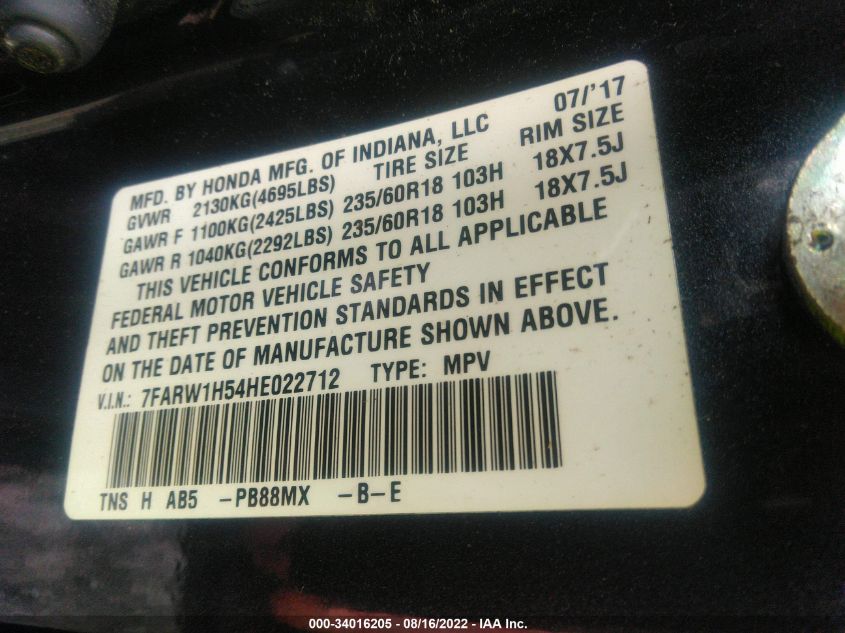 07/'17
MFD. BY HONDA MFG. OF INDIANA, LLC
GVWR 2130KG(4695LBS) TIRE SIZE RIM SIZE
GAWR F 1100KG(2425LBS) 235/60R18 103H 18X7.5J
GAWR R 1040KG(2292LBS) 235/60R18 103H 18X7.5J
THIS VEHICLE CONFORMS TO ALL APPLICABLE
FEDERAL MOTOR VEHICLE SAFETY
AND THEFT PREVENTION STANDARDS IN EFFECT
ON THE DATE OF MANUFACTURE SHOWN ABOVE.
V.I.N.: 7FARW1H54HE022712 TYPE: MPV
TNS H AB5 -PB88MX -B-E
000-34016205 - 08/16/2022 - IAA Inc.